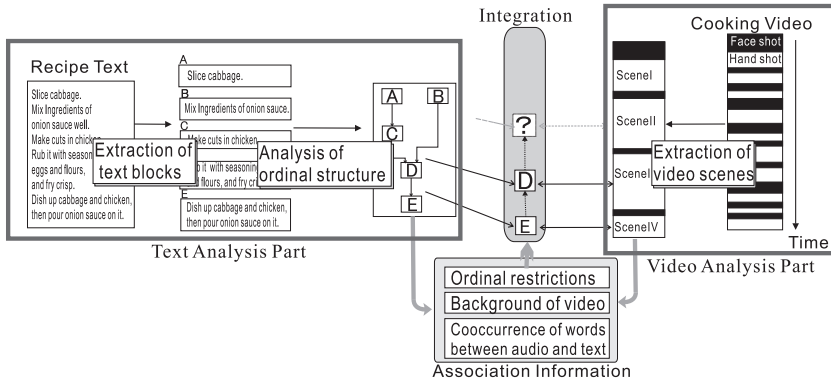 Integration
Cooking Video
Recipe Text
Slice cabbage.
Mix Ingredients of
onion sauce well.
Make cuts in chicken
Rub it with season
eggs and flours,
and fry crisp.
Dish up cabbage and chicken,
then pour onion sauce on it.
Extraction of
text blocks
A
Slice cabbage.
B
Mix Ingredients of onion sauce.
C
Make cuts in chicken
Rub it with seasoning
flours, and fry cri
E
Dish up cabbage and chicken,
then pour onion sauce on it.
Analysis of
ordinal structure
A
B
C
D
E
Text Analysis Part
?
D
E
SceneI
SceneII
SceneI
SceneIV
Face shot
Hand shot
Extraction of
video scenes
Time
Video Analysis Part
Ordinal restrictions
Background of video
Cooccurrence of words
between audio and text
Association Information